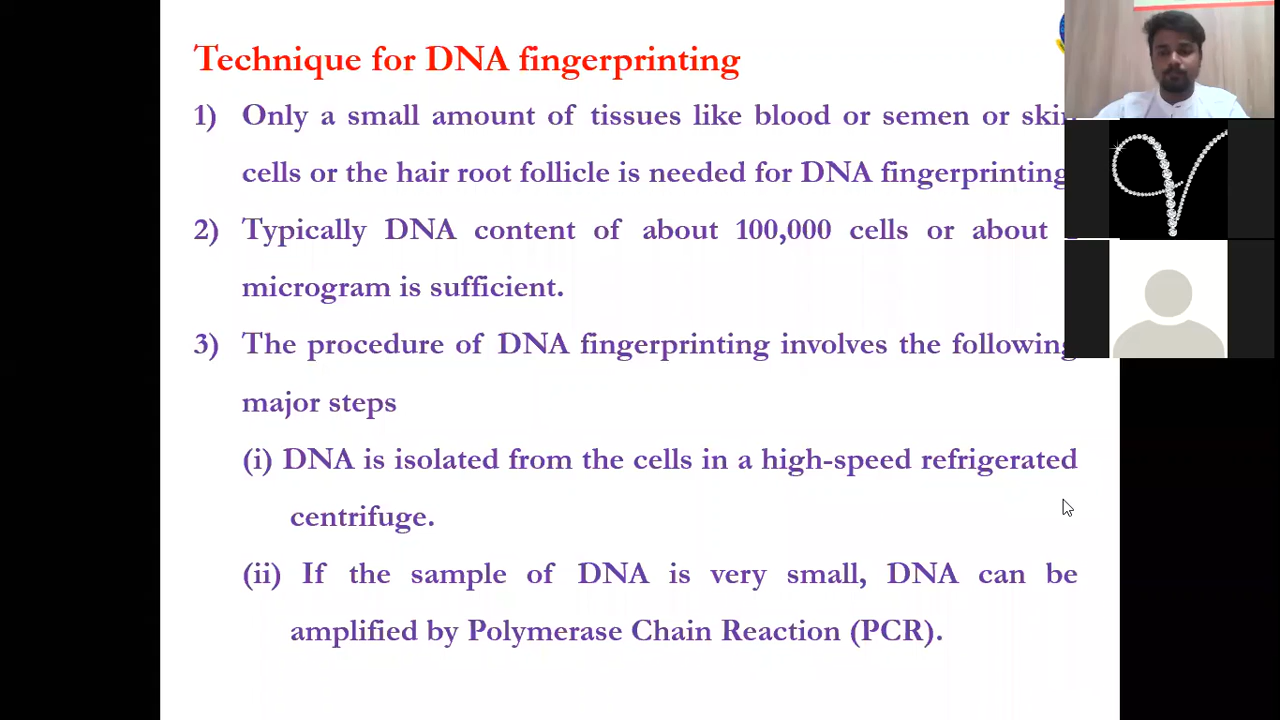 Technique for DNA fingerprinting
1) Only a small amount of tissues like blood or semen or skin
cells or the hair root follicle is needed for DNA fingerprinting
2) Typically DNA content of about 100,000 cells or about
microgram is sufficient.
3) The procedure of DNA fingerprinting involves the following
major steps
(i) DNA is isolated from the cells in a high-speed refrigerated
centrifuge.
(ii) If the sample of DNA is very small, DNA can be
amplified by Polymerase Chain Reaction (PCR).
V